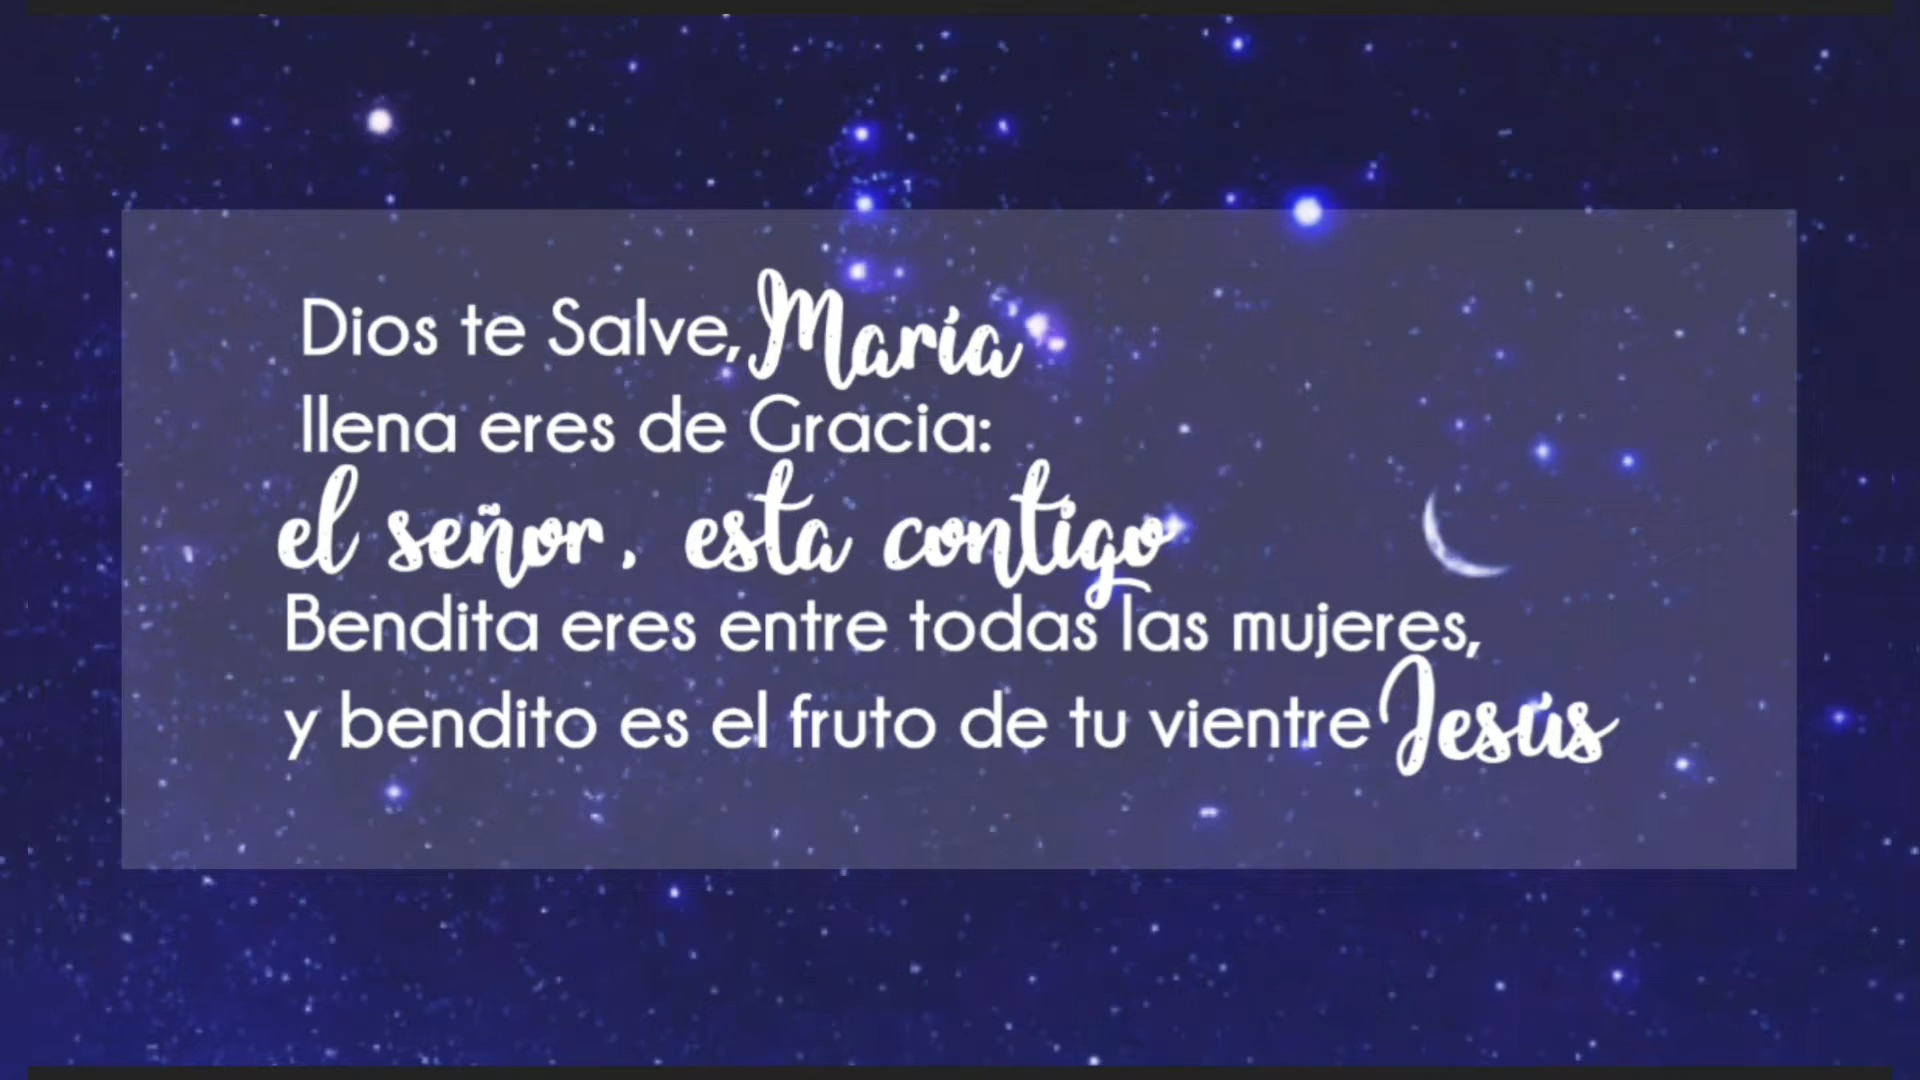 Dios te Salve, María
llena eres de Gracia:
el señor, esta contigo
Bendita eres entre todas las mujeres,
y bendito es el fruto de tu vientre Jesús